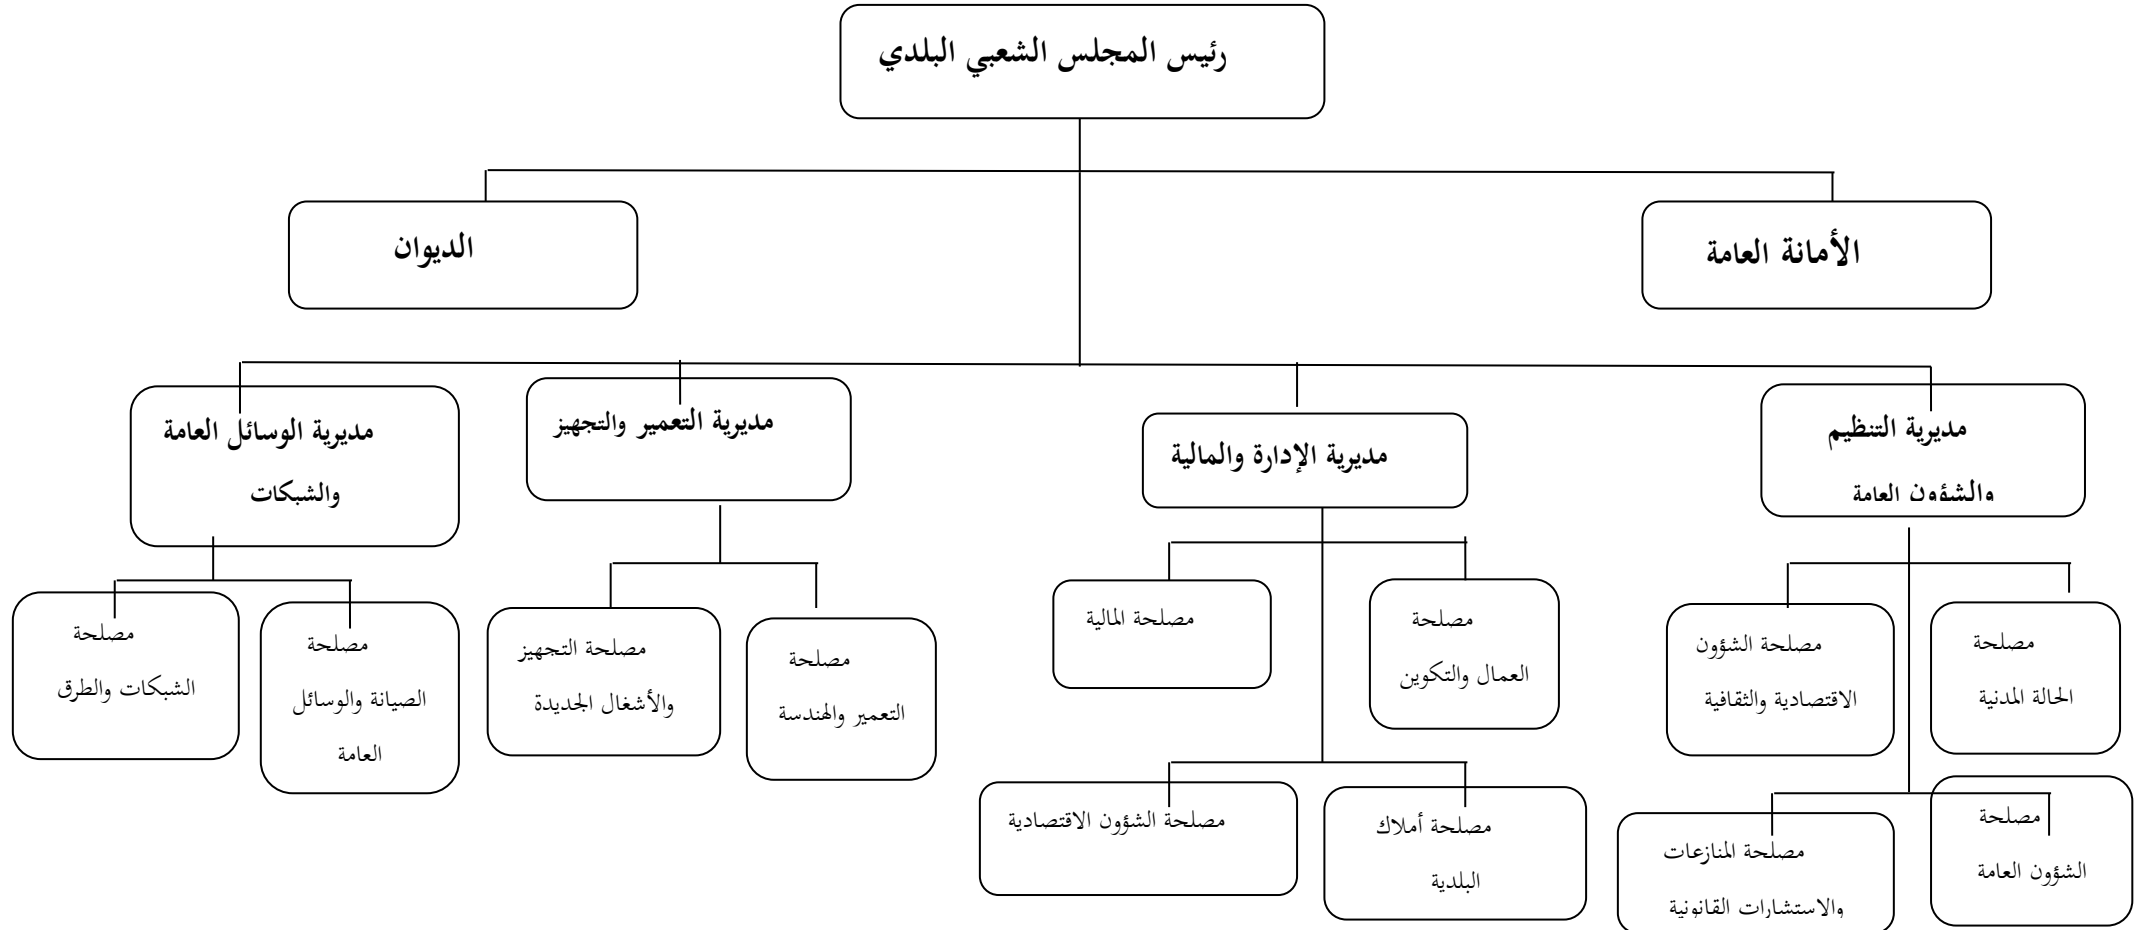 رئيس المجلس الشعبي البلدي
الأمانة العامة
الديوان
مديرية التنظيم
والشؤون العامة
مديرية الإدارة والمالية
مديرية التعمير والتجهيز
مديرية الوسائل العامة
والشبكات
مصلحة
الحالة المدنية
مصلحة الشؤون
الاقتصادية والثقافية
مصلحة
العمال والتكوين
مصلحة المالية
مصلحة
التعمير والهندسة
مصلحة التجهيز
والأشغال الجديدة
مصلحة
الصيانة والوسائل
العامة
مصلحة
الشبكات والطرق
مصلحة
الشؤون العامة
مصلحة المنازعات
والاستشارات القانونية
مصلحة أملاك
البلدية
مصلحة الشؤون الاقتصادية